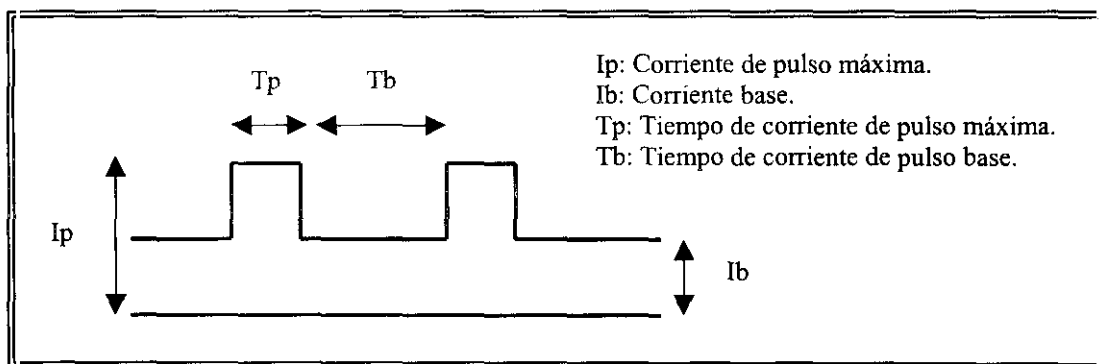 Tp Tb
Ip: Corriente de pulso máxima.
Ib: Corriente base.
Tp: Tiempo de corriente de pulso máxima.
Tb: Tiempo de corriente de pulso base.
Ip
Ib